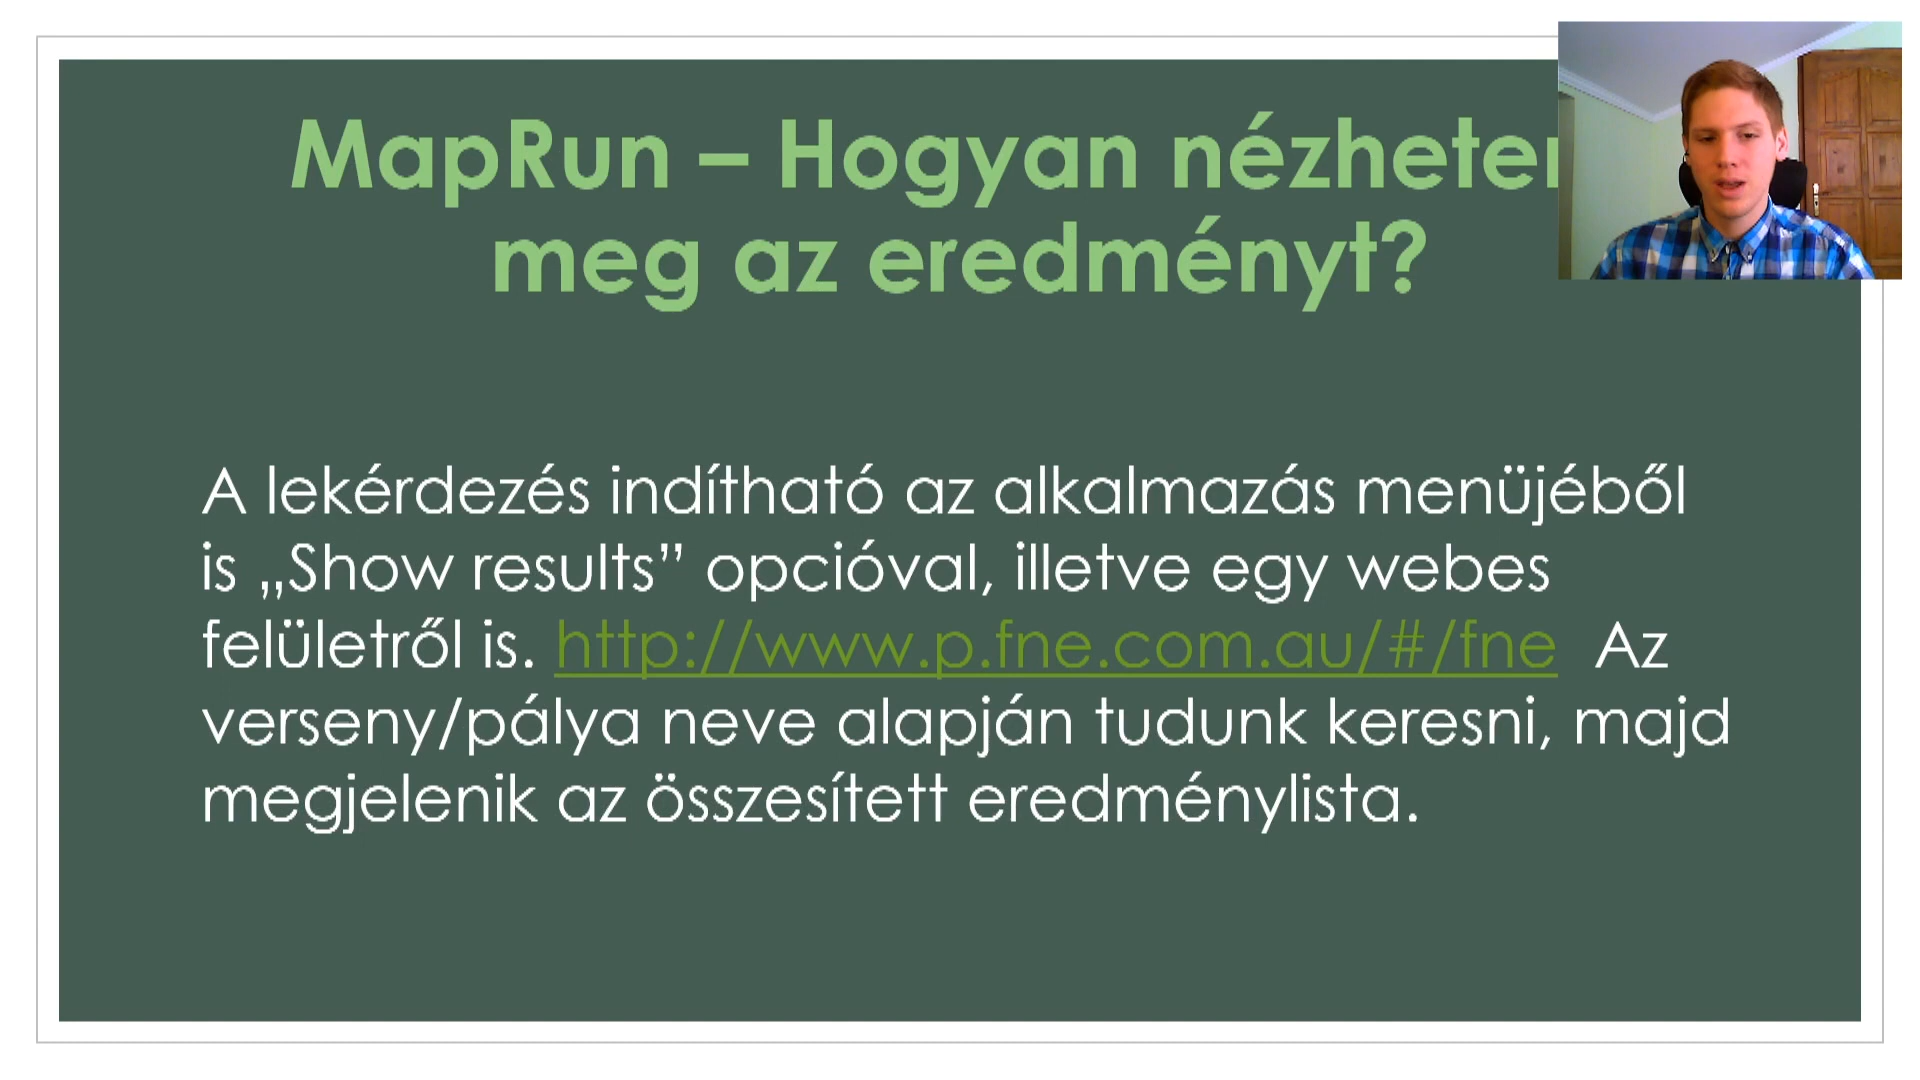 MapRun – Hogyan
meg az eredményt?
A lekérdezés indítható az alkalmazás menüjéből
is „Show results” opcióval, illetve egy webes
felületről is. http://www.p.fne.com.au/#/fne Az
verseny/pálya neve alapján tudunk keresni, majd
megjelenik az összesített eredménylista.